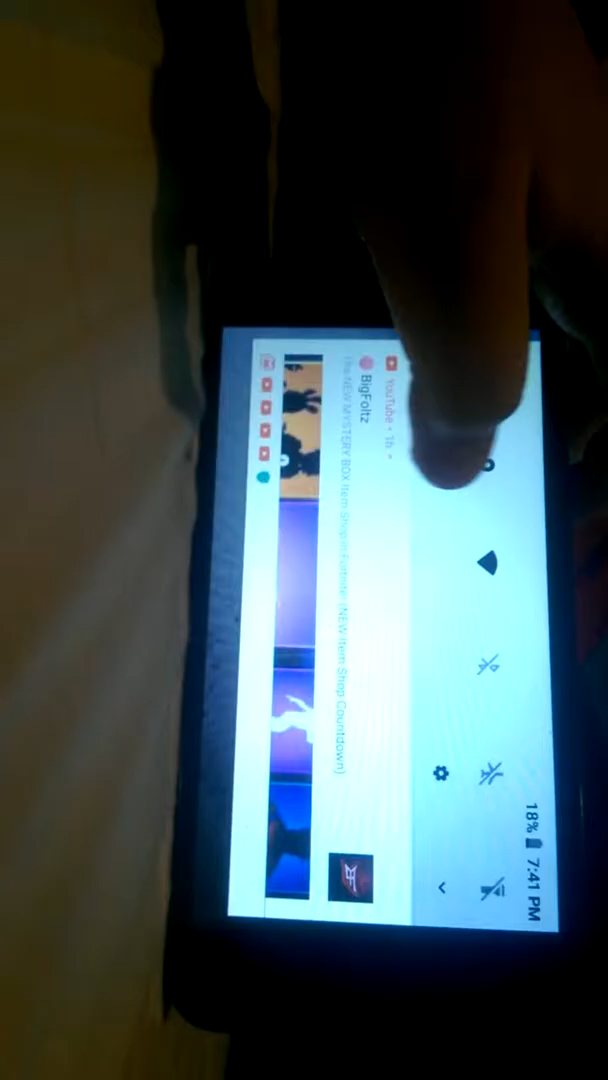 18% 7:41 PM
YouTube • 1h
BigFoltz
The NEW MYSTERY BOX Item Shop in Fortnite! (NEW Item Shop Countdown)